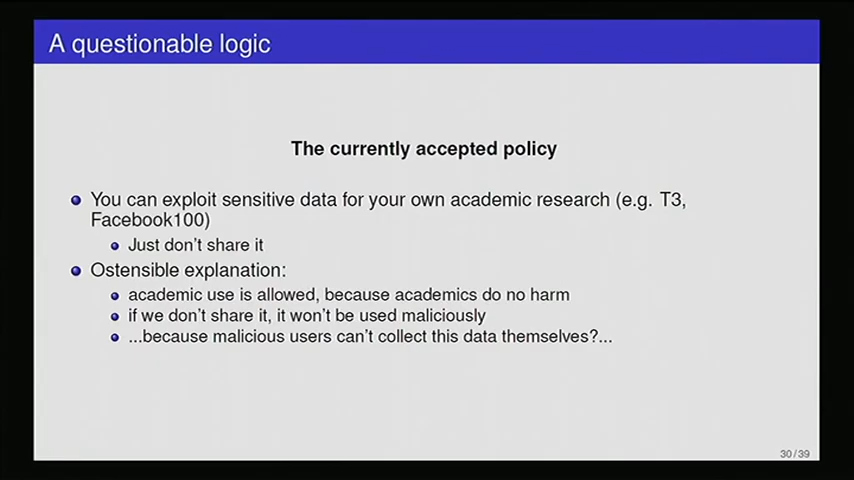 A questionable logic
The currently accepted policy
You can exploit sensitive data for your own academic research (e.g. T3,
Facebook100)
Just don't share it
Ostensible explanation:
academic use is allowed, because academics do no harm
if we don't share it, it won't be used maliciously
...because malicious users can't collect this data themselves?...
30/39